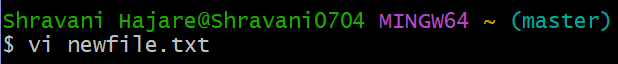 Shravani Hajare@Shravani0704 MINGW64 ~ (master)
$ vi newfile.txt